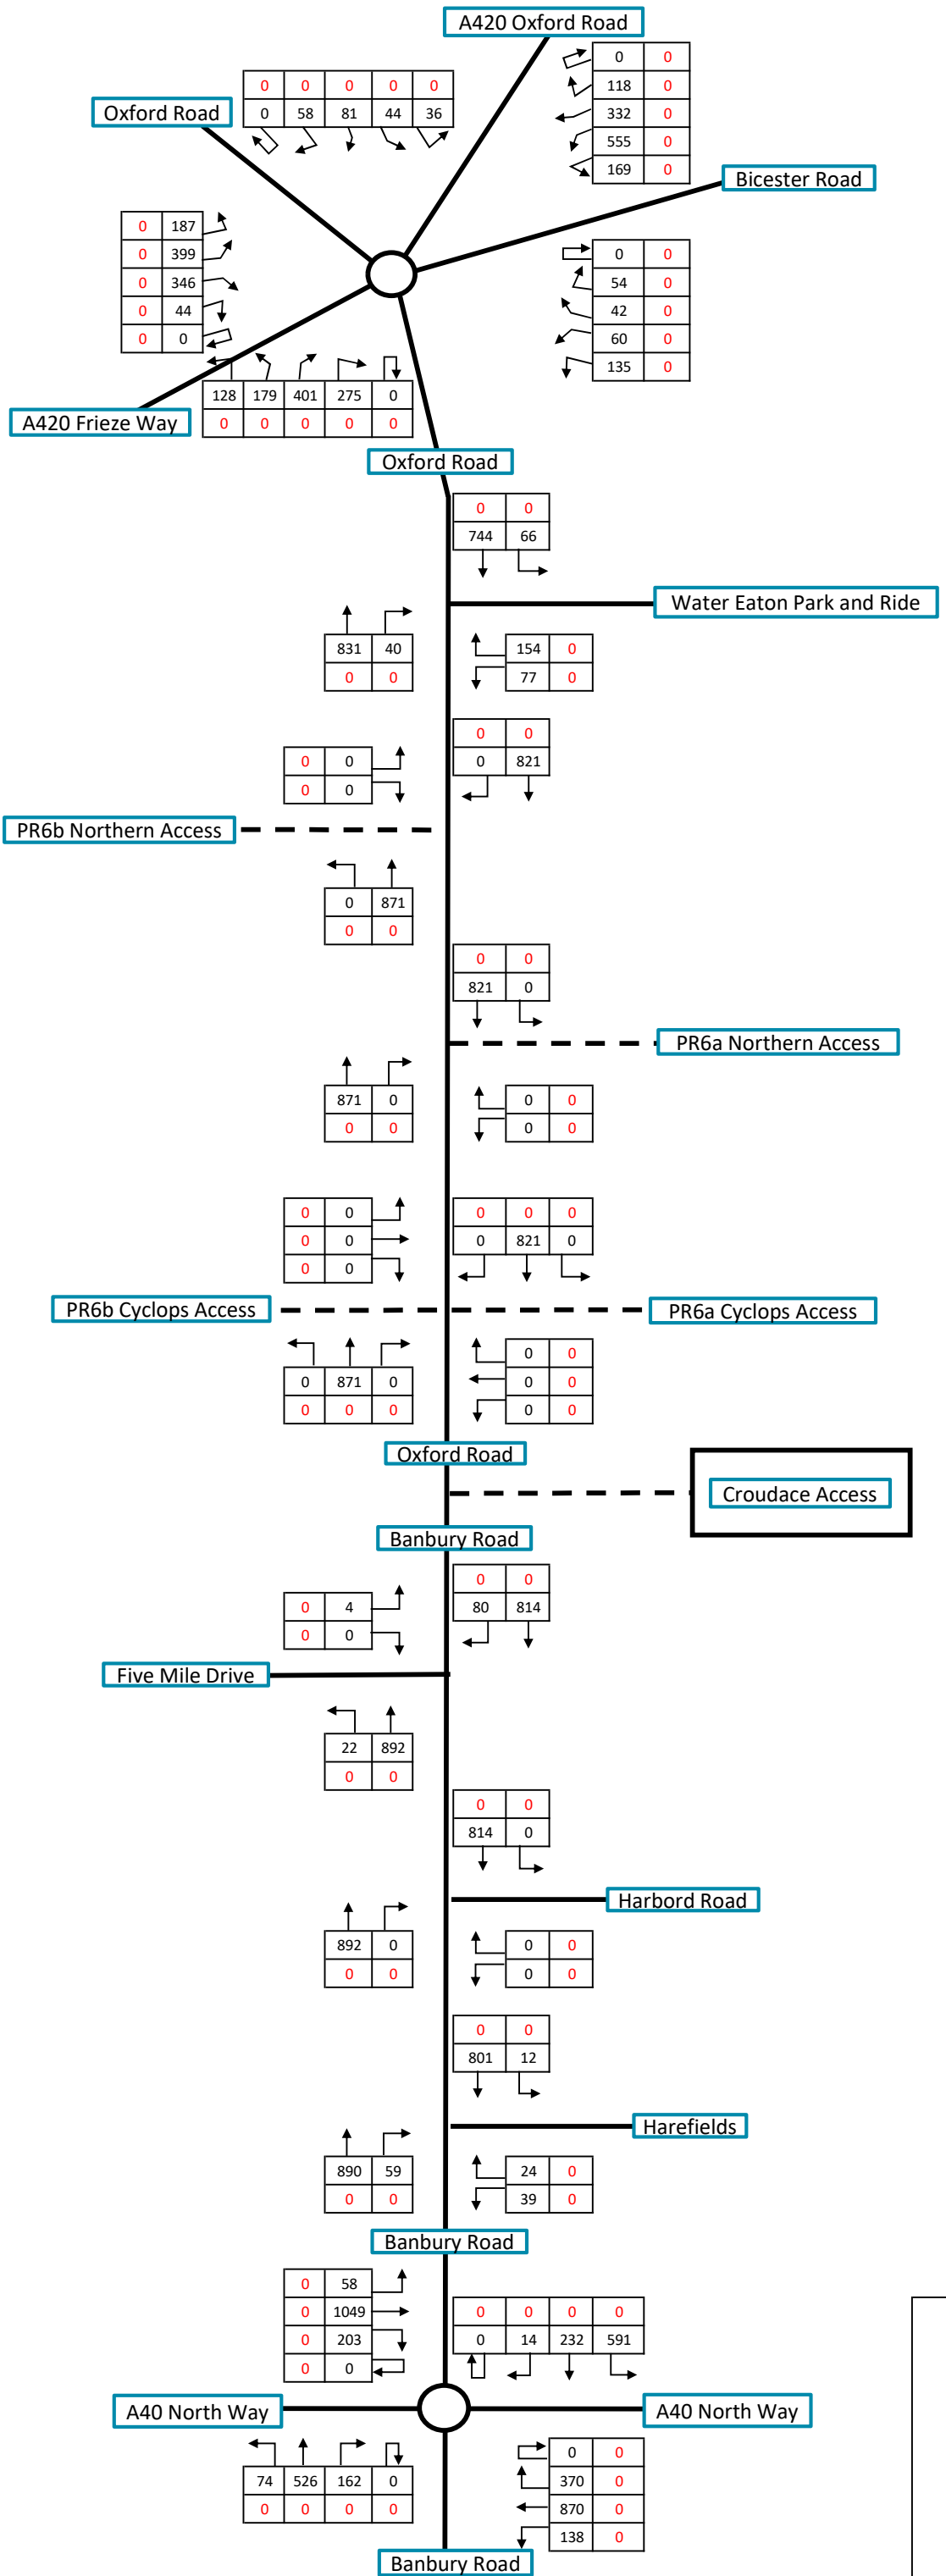 A420 Oxford Road
0 0
118 0
332 0
555 0
169 0
0 0 0 0 0
0 58 81 44 36
Oxford Road
Bicester Road
0 187
0 399
0 346
0 44
0 0
0 0
54 0
42 0
60 0
135 0
128 179 401 275 0
0 0 0 0 0
A420 Frieze Way
Oxford Road
0 0
744 66
Water Eaton Park and Ride
831 40
0 0
154 0
77 0
0 0
0 821
0 0
0 0
PR6b Northern Access
0 871
0 0
0 0
821 0
PR6a Northern Access
871 0
0 0
0 0
0 0
0 0
0 0
0 0
0 0 0
0 821 0
PR6b Cyclops Access
PR6a Cyclops Access
0 871 0
0 0 0
0 0
0 0
0 0
Oxford Road
Croudace Access
Banbury Road
0 0
80 814
0 4
0 0
Five Mile Drive
22 892
0 0
0 0
814 0
Harbord Road
892 0
0 0
0 0
0 0
0 0
801 12
Harefields
890 59
0 0
24 0
39 0
Banbury Road
0 58
0 1049
0 203
0 0
0 0 0 0
0 14 232 591
A40 North Way
A40 North Way
74 526 162 0
0 0 0 0
0 0
370 0
870 0
138 0
Banbury Road